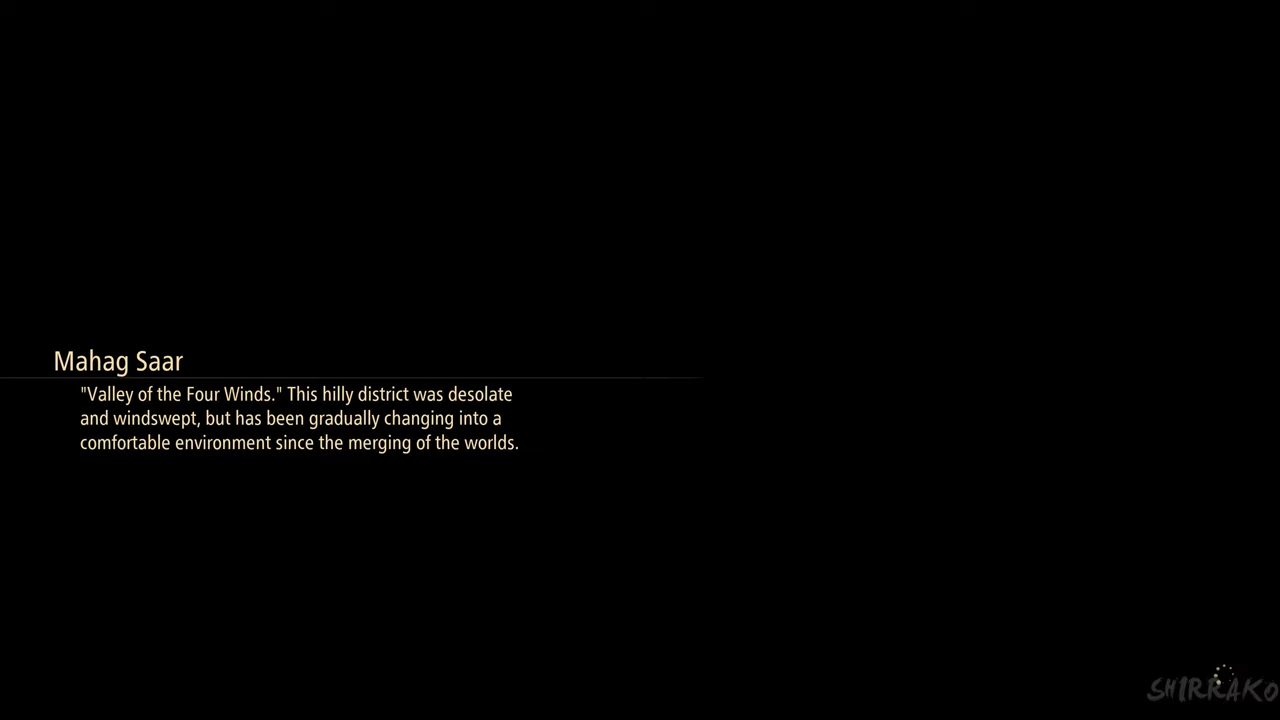 Mahag Saar
"Valley of the Four Winds." This hilly district was desolate
and windswept, but has been gradually changing into a
comfortable environment since the merging of the worlds.
SHIRRAKO